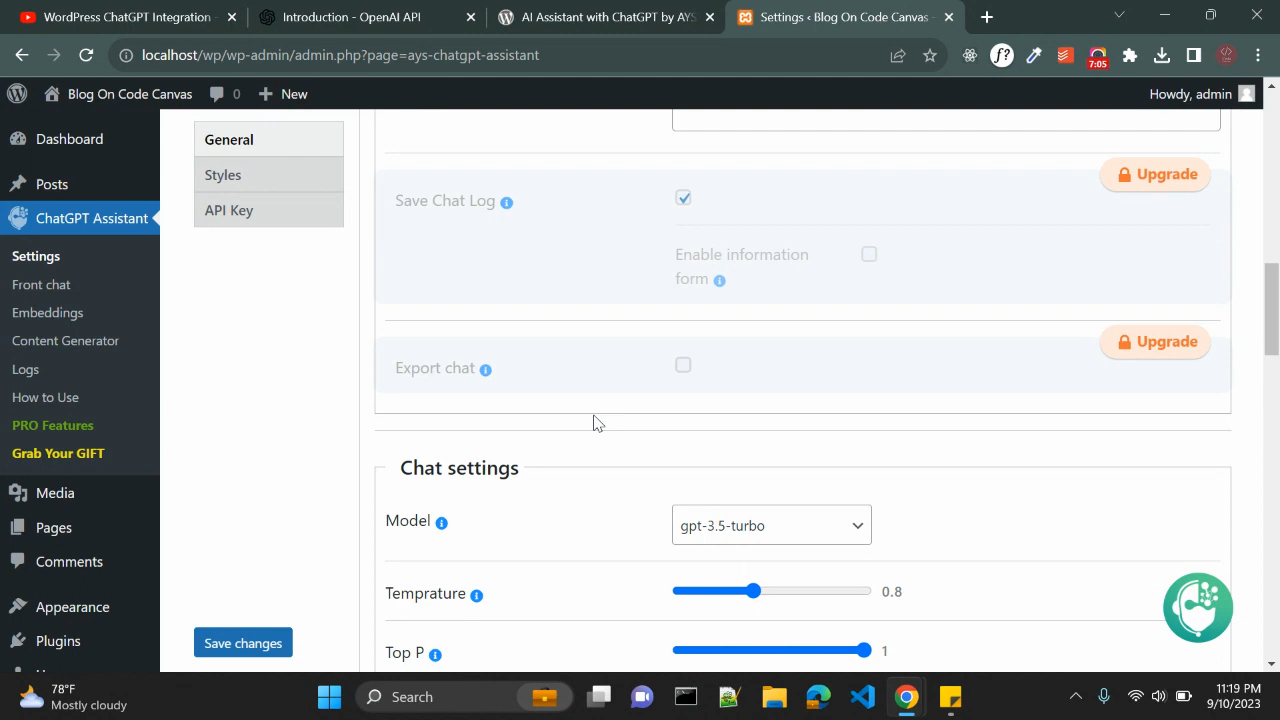 WordPress ChatGPT Integration
Introduction - OpenAI API
AI Assistant with ChatGPT by AYS
Settings ‹ Blog On Code Canvas
localhost/wp/wp-admin/admin.php?page=ays-chatgpt-assistant
f?
7:05
Blog On Code Canvas
0
New
Howdy, admin
Dashboard
Posts
ChatGPT Assistant
Settings
Front chat
Embeddings
Content Generator
Logs
How to Use
PRO Features
Grab Your GIFT
Media
Pages
Comments
Appearance
Plugins
General
Styles
API Key
Save changes
Upgrade
Save Chat Log
Enable information
form
Upgrade
Export chat
Chat settings
Model
gpt-3.5-turbo
Temprature
0.8
Top P
1
78°F
Mostly cloudy
Search
11:19 PM
9/10/2023